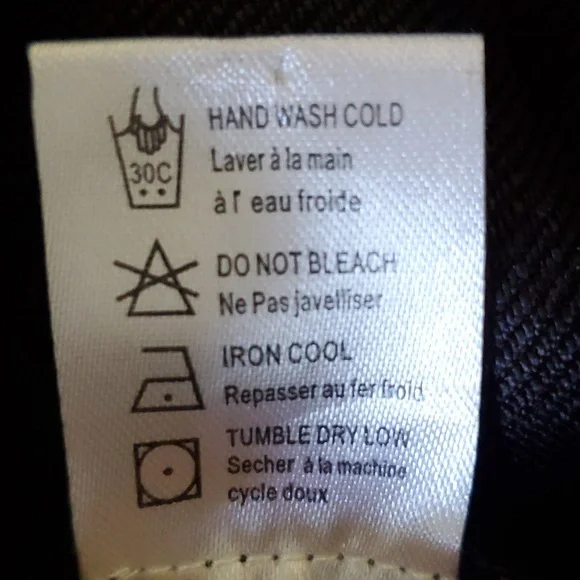 HAND WASH COLD
30C
Laver à la main
à l' eau froide
DO NOT BLEACH
Ne Pas javelliser
IRON COOL
Repasser au fer froid
TUMBLE DRY LOW
Secher à la machine
cycle doux